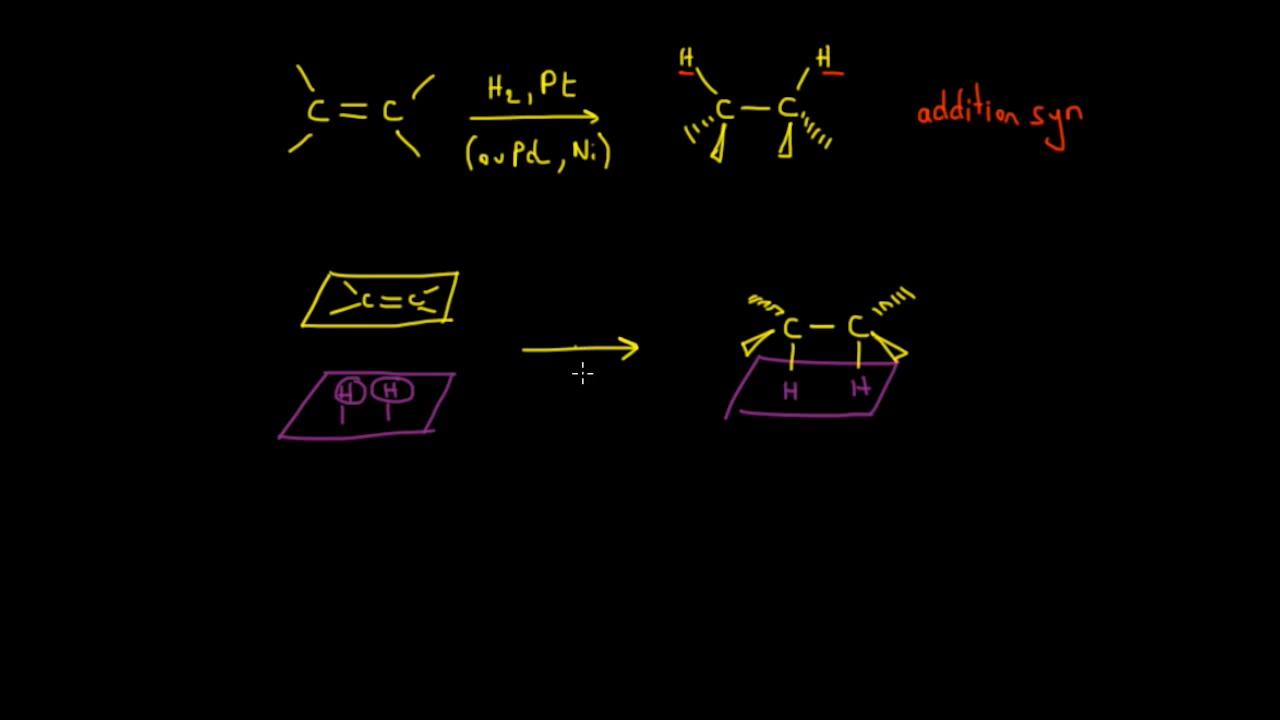 C = C H₂, Pt (ou Pd, Ni) H H C — C addition syn
C = C
H H
C — C
H H